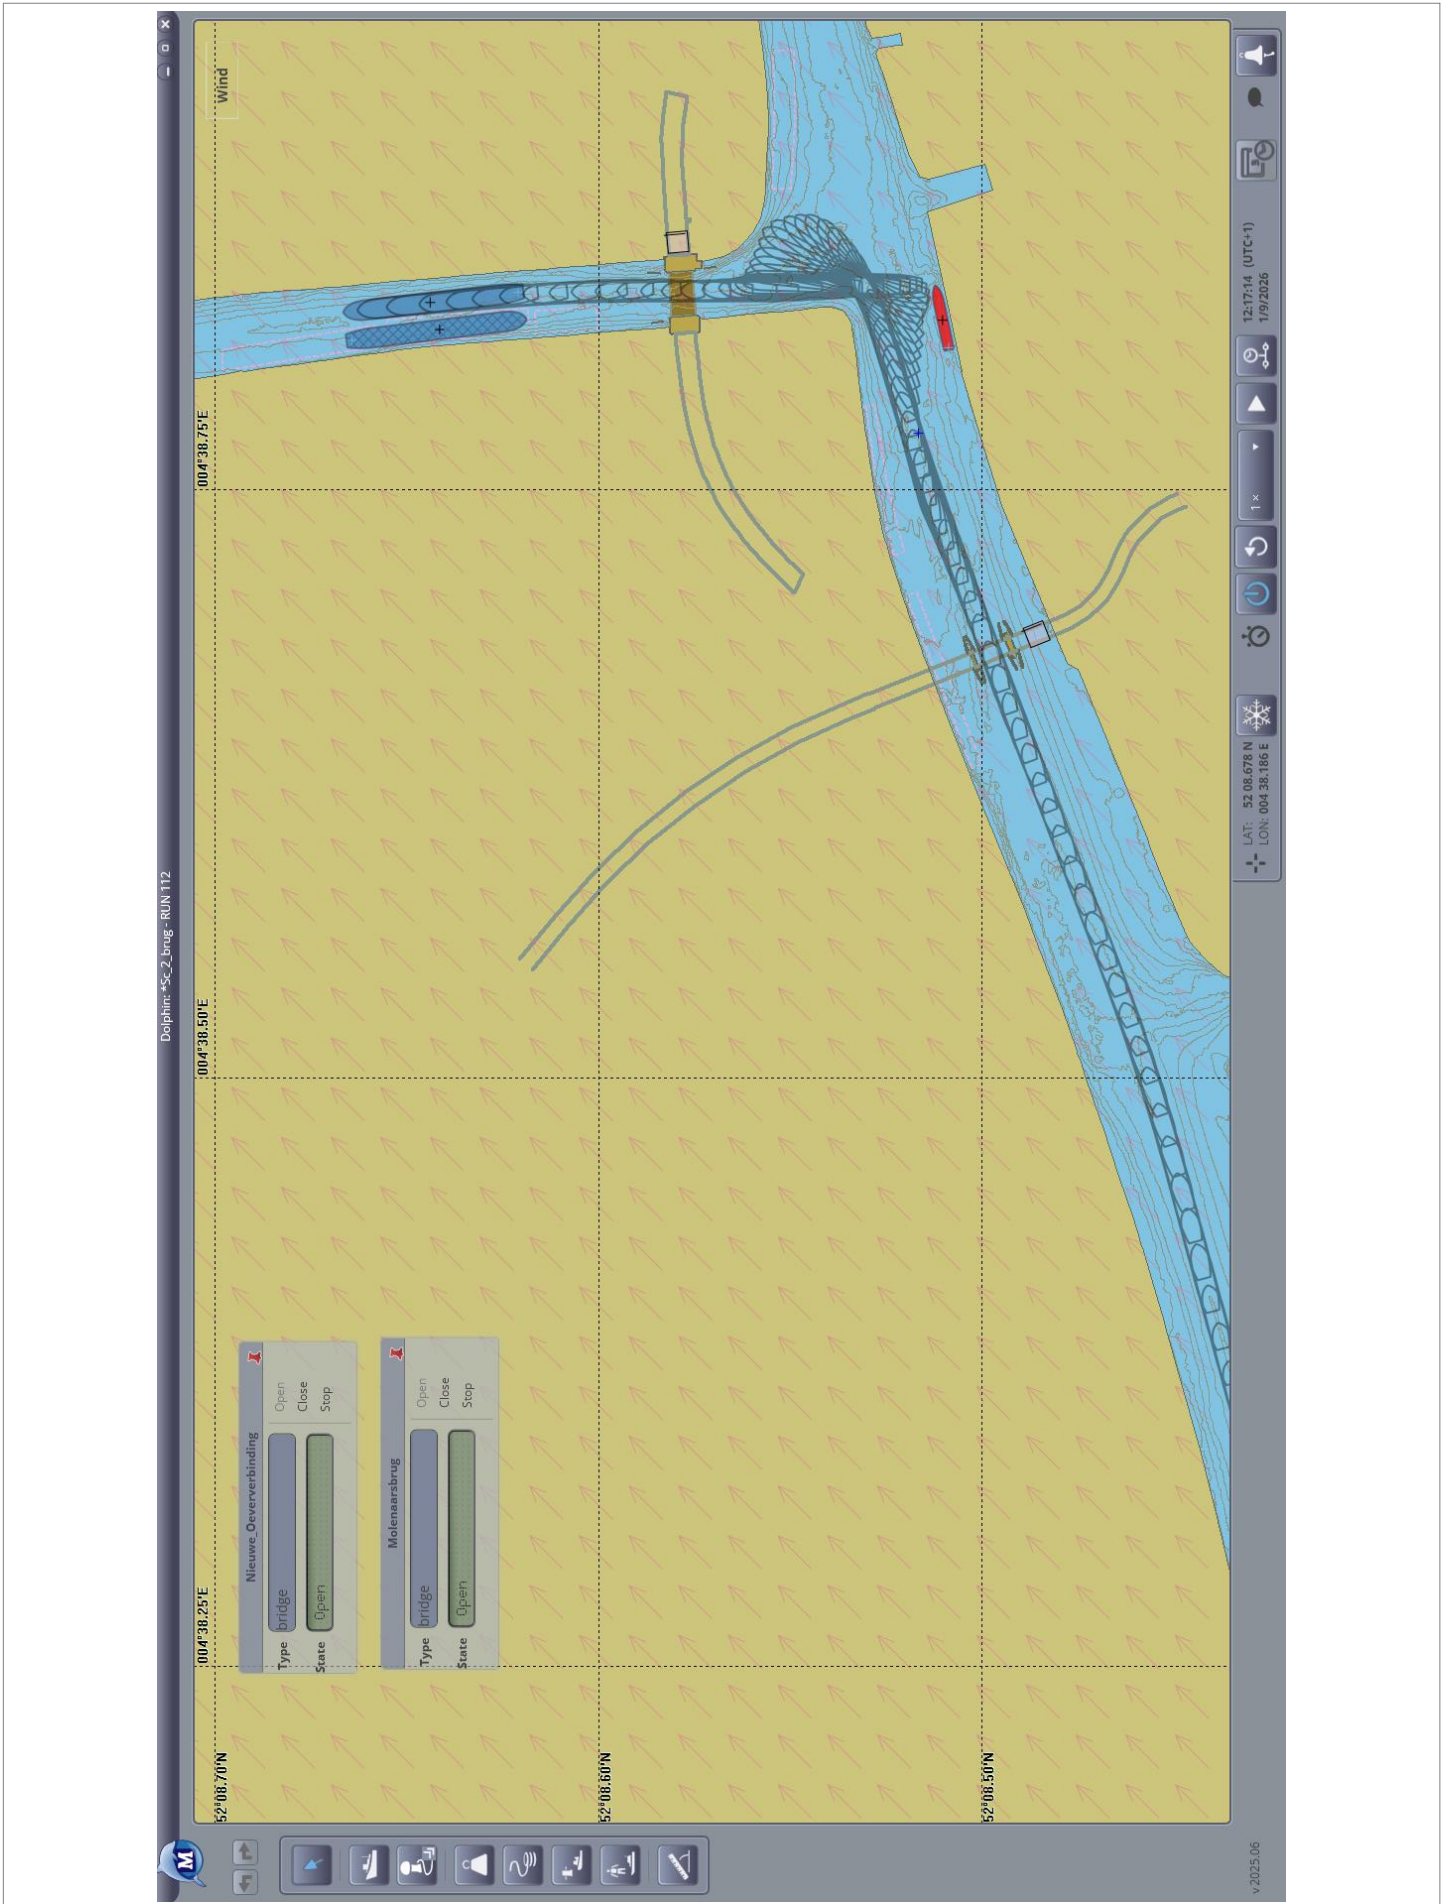 Dolphin: *Sc_2_brug - RUN 112
52°08.70'N
52°08.60'N
52°08.50'N
004°38.25'E
004°38.50'E
004°38.75'E
Wind
Nieuwe_Oeververbinding
Type bridge
State Open
Open
Close
Stop
Molenaarsbrug
Type bridge
State Open
Open
Close
Stop
v 2025.06
LAT: 52 08.678 N
LON: 004 38.186 E
1 ×
12:17:14 (UTC+1)
1/9/2026
M